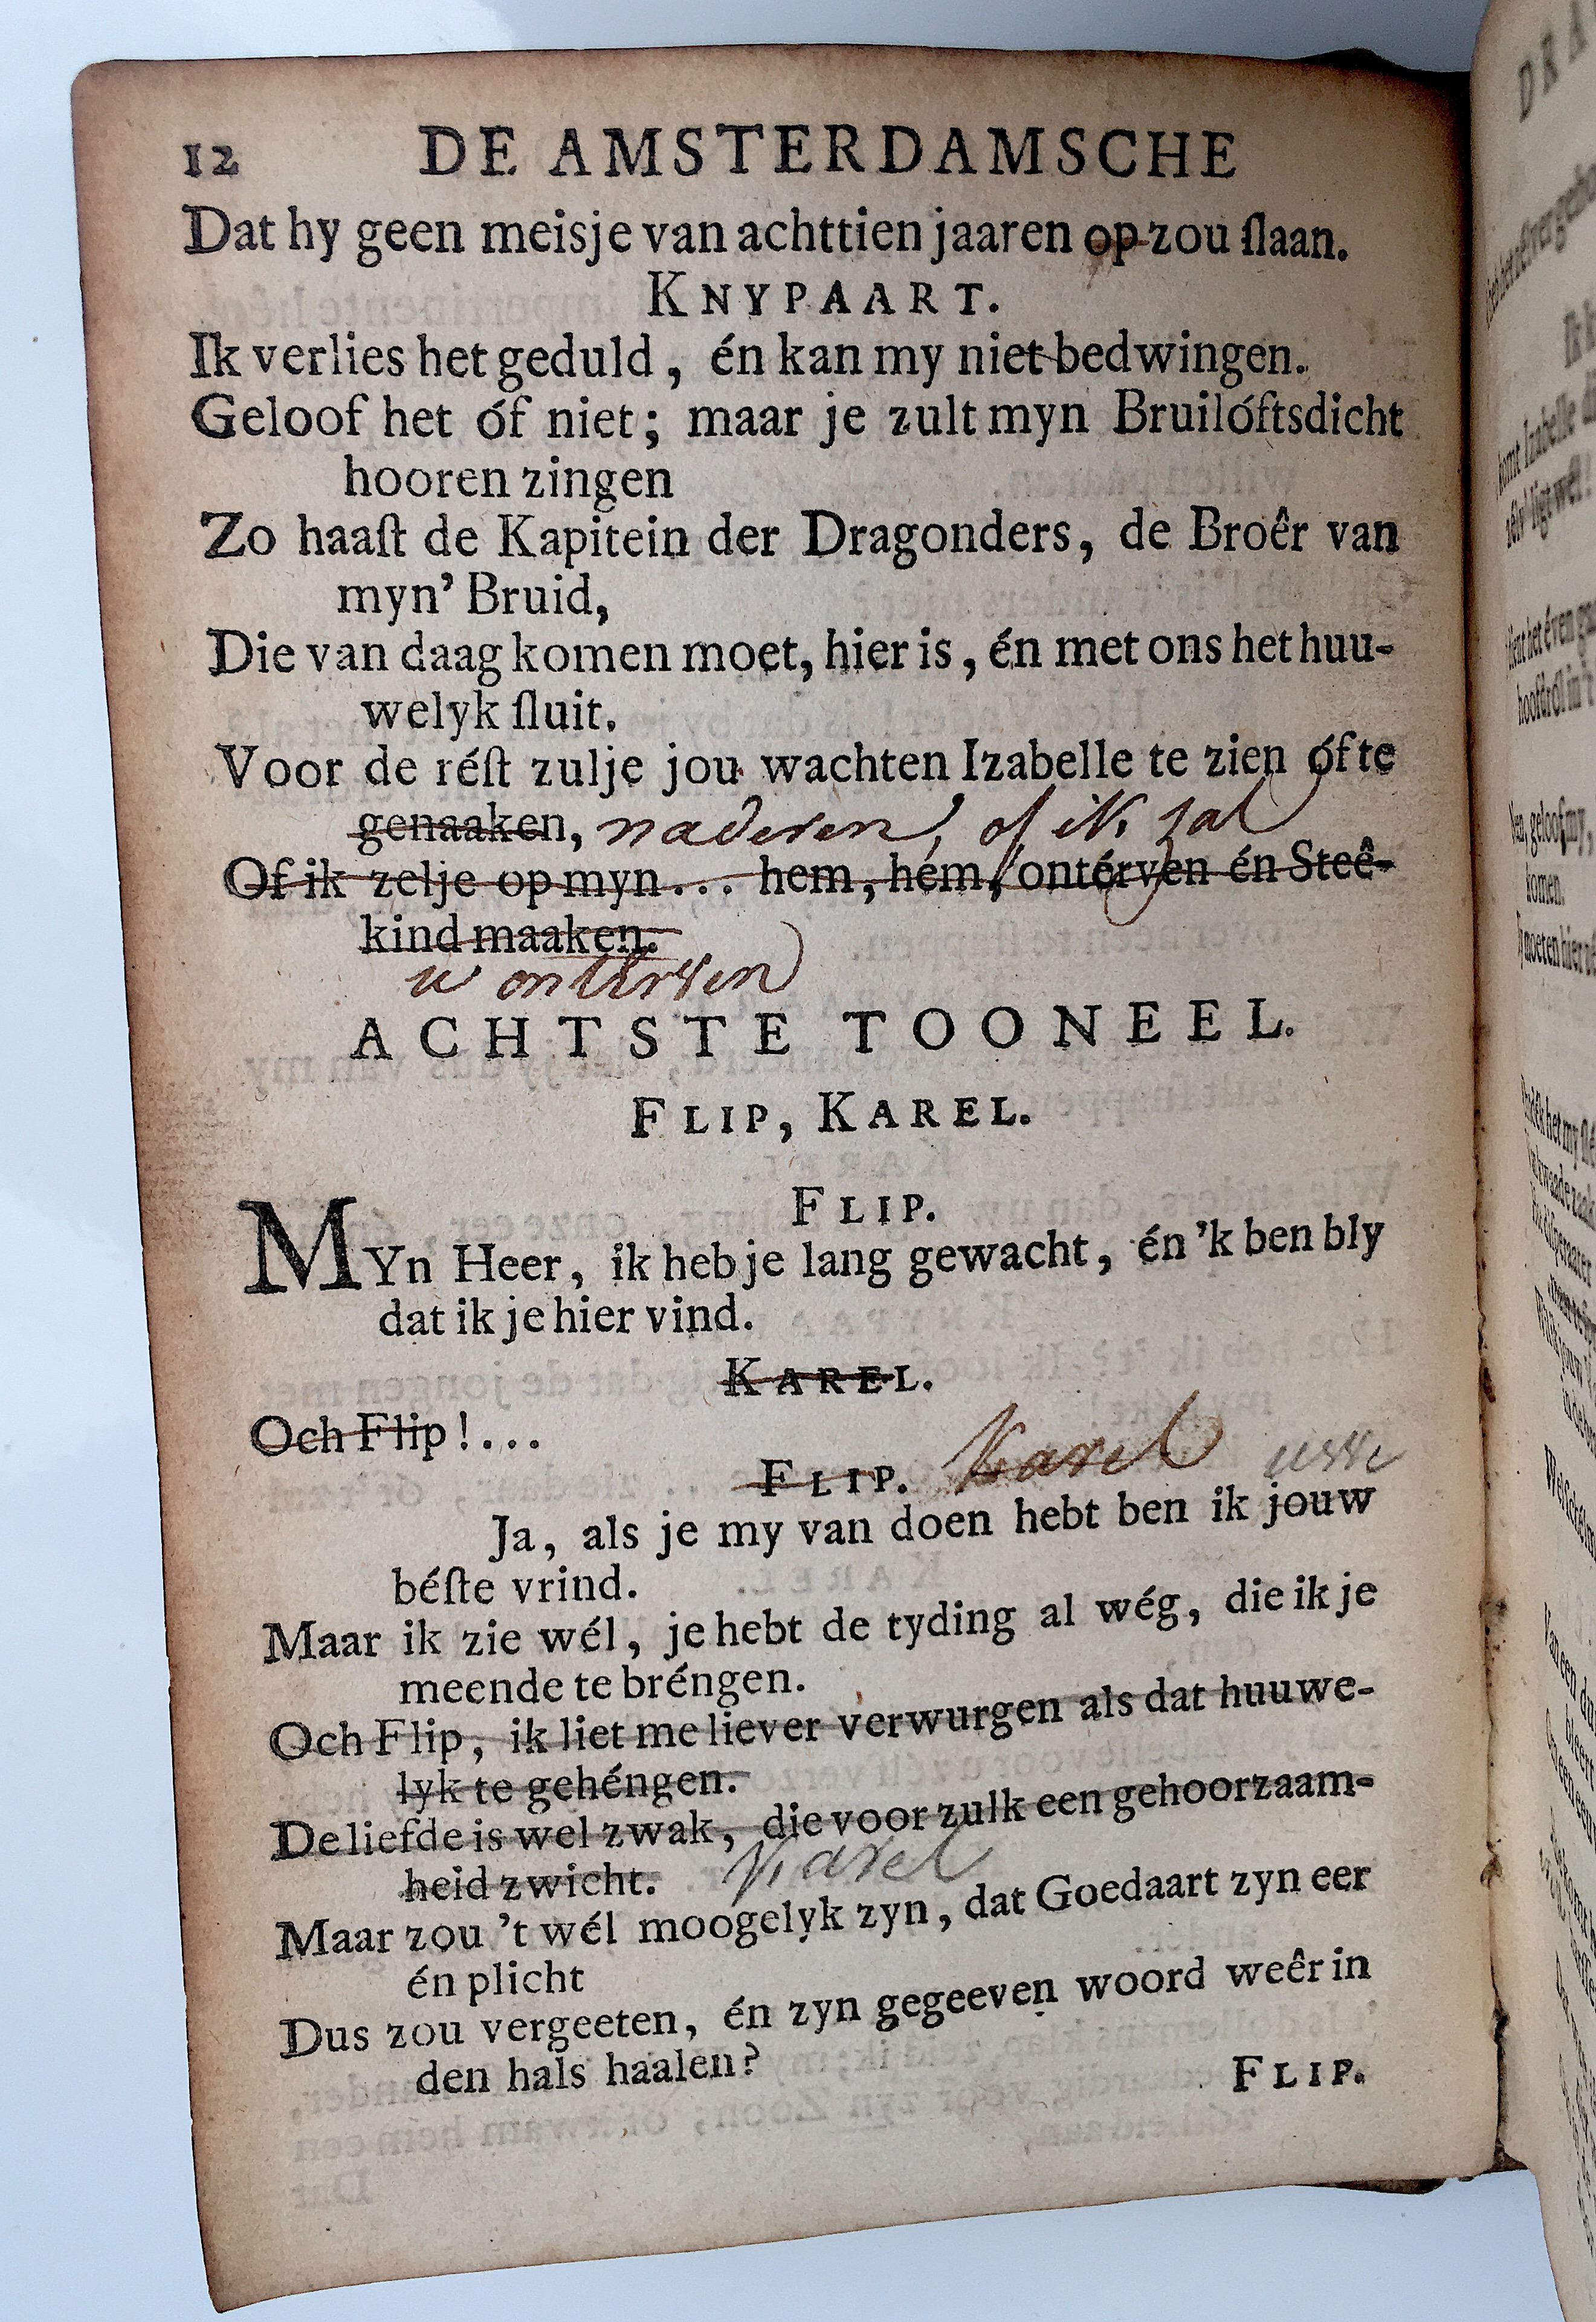 12 DE AMSTERDAMSCHE
Dat hy geen meisje van achttien jaaren op zou ſlaan.
KNYPAART.
Ik verlies het geduld, én kan my niet bedwingen.
Geloof het óf niet; maar je zult myn Bruilóftsdicht
hooren zingen
Zo haaſt de Kapitein der Dragonders, de Broêr van
myn' Bruid,
Die van daag komen moet, hier is, én met ons het huu-
welyk ſluit.
Voor de réſt zulje jou wachten Izabelle te zien óf te
genaaken, naderen, of ik zal
Of ik zelje op myn... hem, hém, ontérven én Steê-
kind maaken.
u onterven
ACHTSTE TOONEEL.
FLIP, KAREL.
FLIP.
MYn Heer, ik heb je lang gewacht, én 'k ben bly
dat ik je hier vind.
KAREL.
Och Flip!...
FLIP. Karel
Ja, als je my van doen hebt ben ik jouw
béſte vrind.
Maar ik zie wél, je hebt de tyding al wég, die ik je
meende te bréngen.
Och Flip, ik liet me liever verwurgen als dat huuwe-
lyk te gehéngen.
De liefde is wel zwak, die voor zulk een gehoorzaam-
heid zwicht. Karel
Maar zou 't wél moogelyk zyn, dat Goedaart zyn eer
én plicht
Dus zou vergeeten, én zyn gegeeven woord weêr in
den hals haalen?
FLIP.